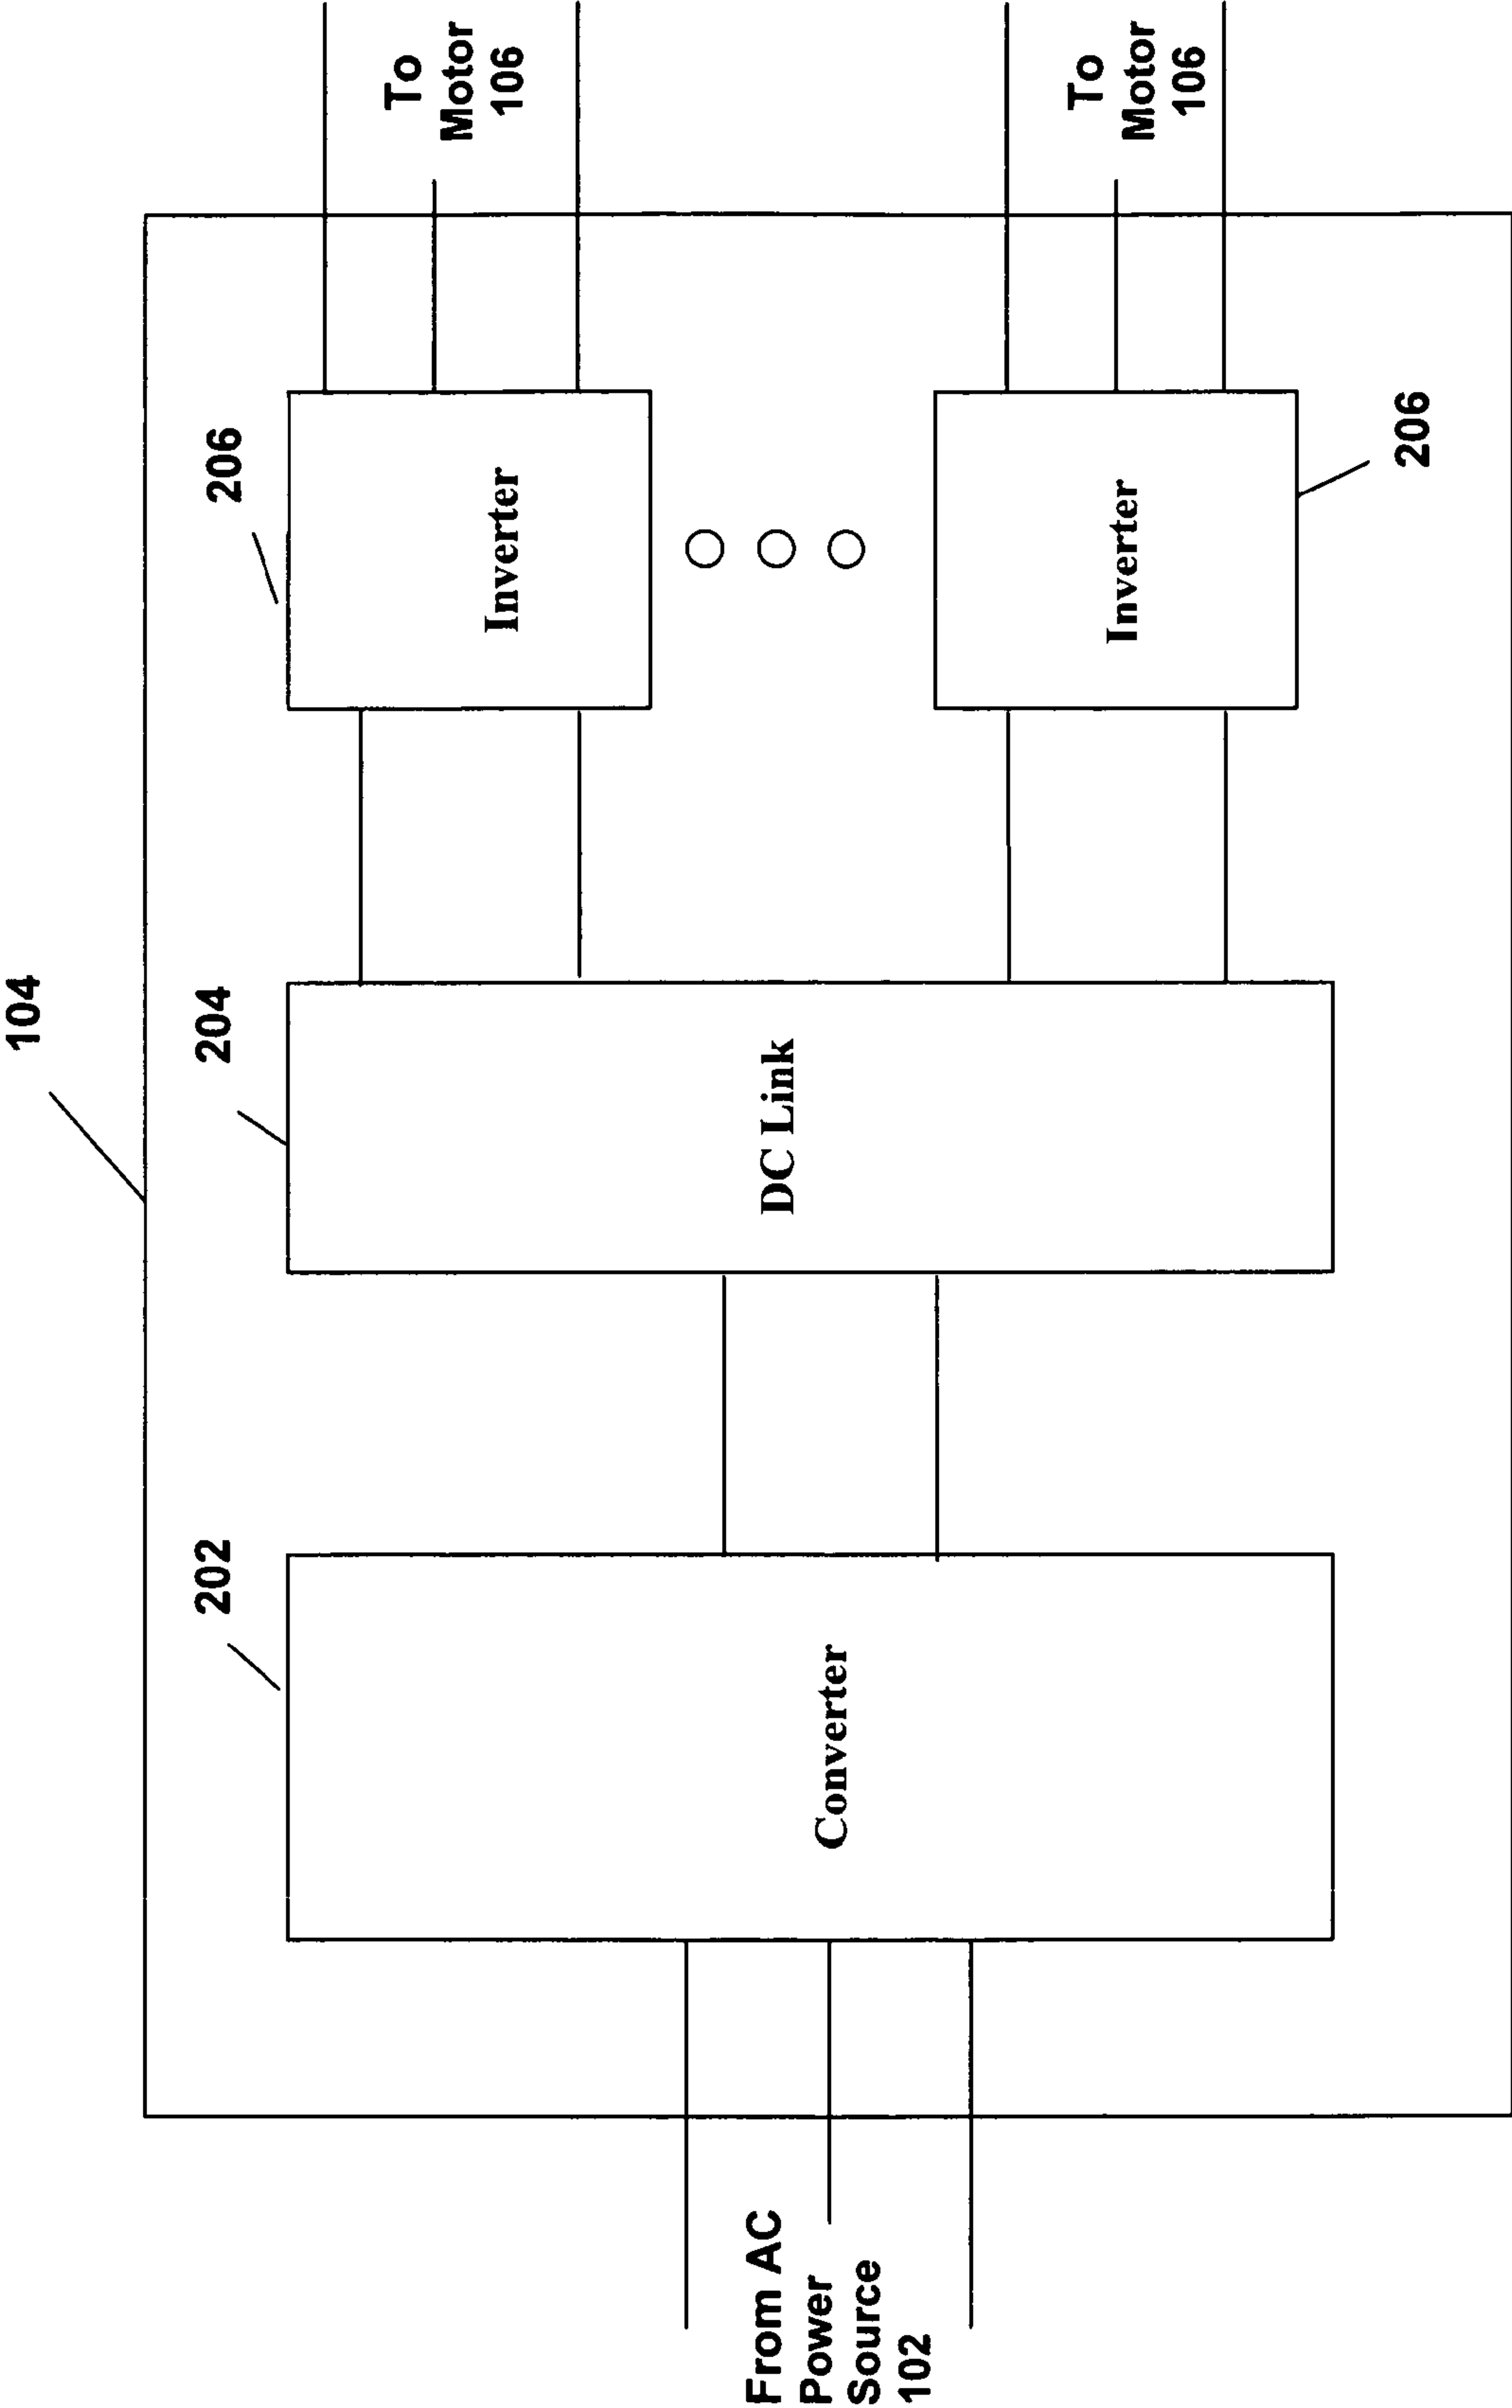 104
202
204
206
From AC
Power
Source
102
Converter
DC Link
Inverter
To
Motor
106
Inverter
To
Motor
106
206